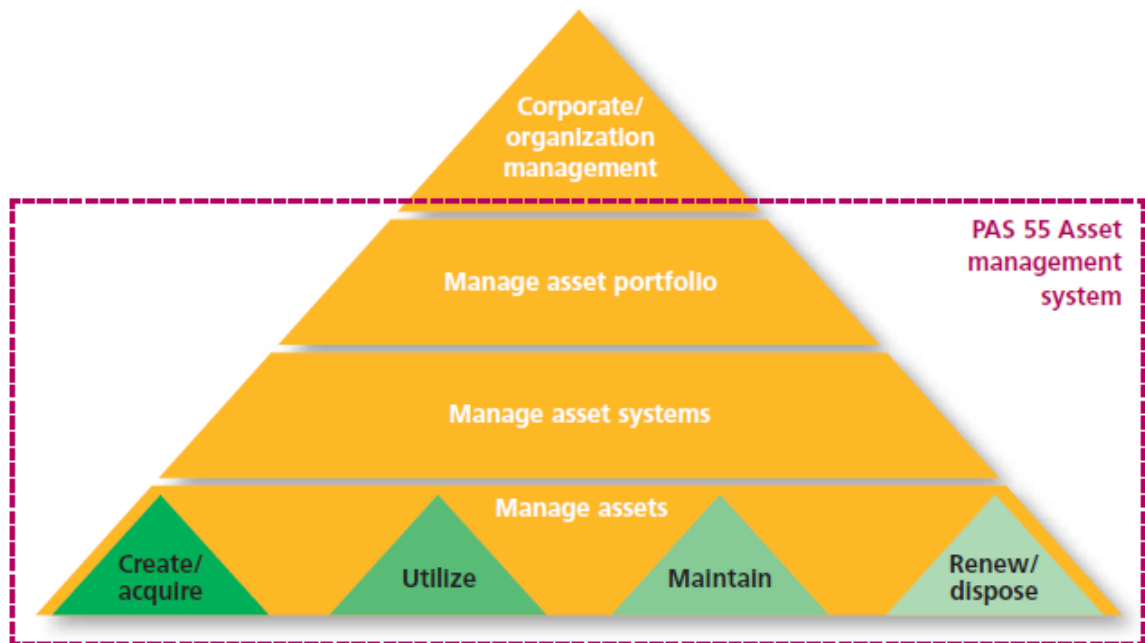 Corporate/
organization
management
PAS 55 Asset
management
system
Manage asset portfolio
Manage asset systems
Manage assets
Create/
acquire
Utilize
Maintain
Renew/
dispose